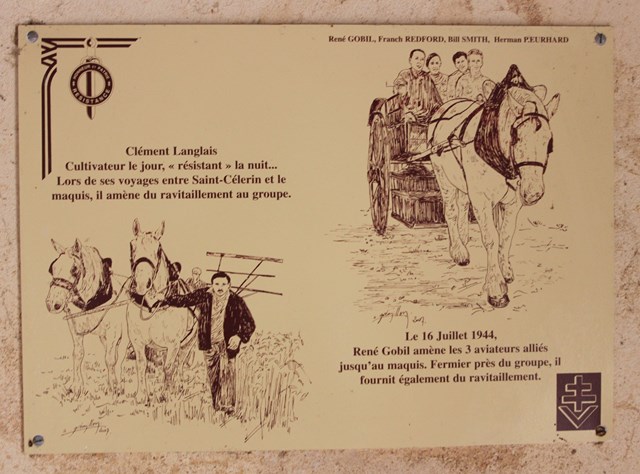 René GOBIL, Franch REDFORD, Bill SMITH, Herman P.EURHARD
RESISTANCE
Clément Langlais
Cultivateur le jour, « résistant » la nuit...
Lors de ses voyages entre Saint-Célerin et le
maquis, il amène du ravitaillement au groupe.
Le 16 Juillet 1944,
René Gobil amène les 3 aviateurs alliés
jusqu'au maquis. Fermier près du groupe, il
fournit également du ravitaillement.